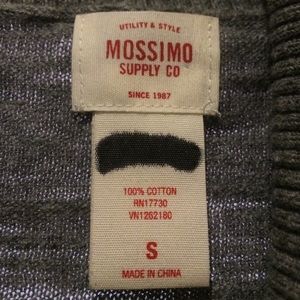 UTILITY & STYLE
MOSSIMO
SUPPLY CO
SINCE 1987
100% COTTON
RN17730
VN1262180
S
MADE IN CHINA